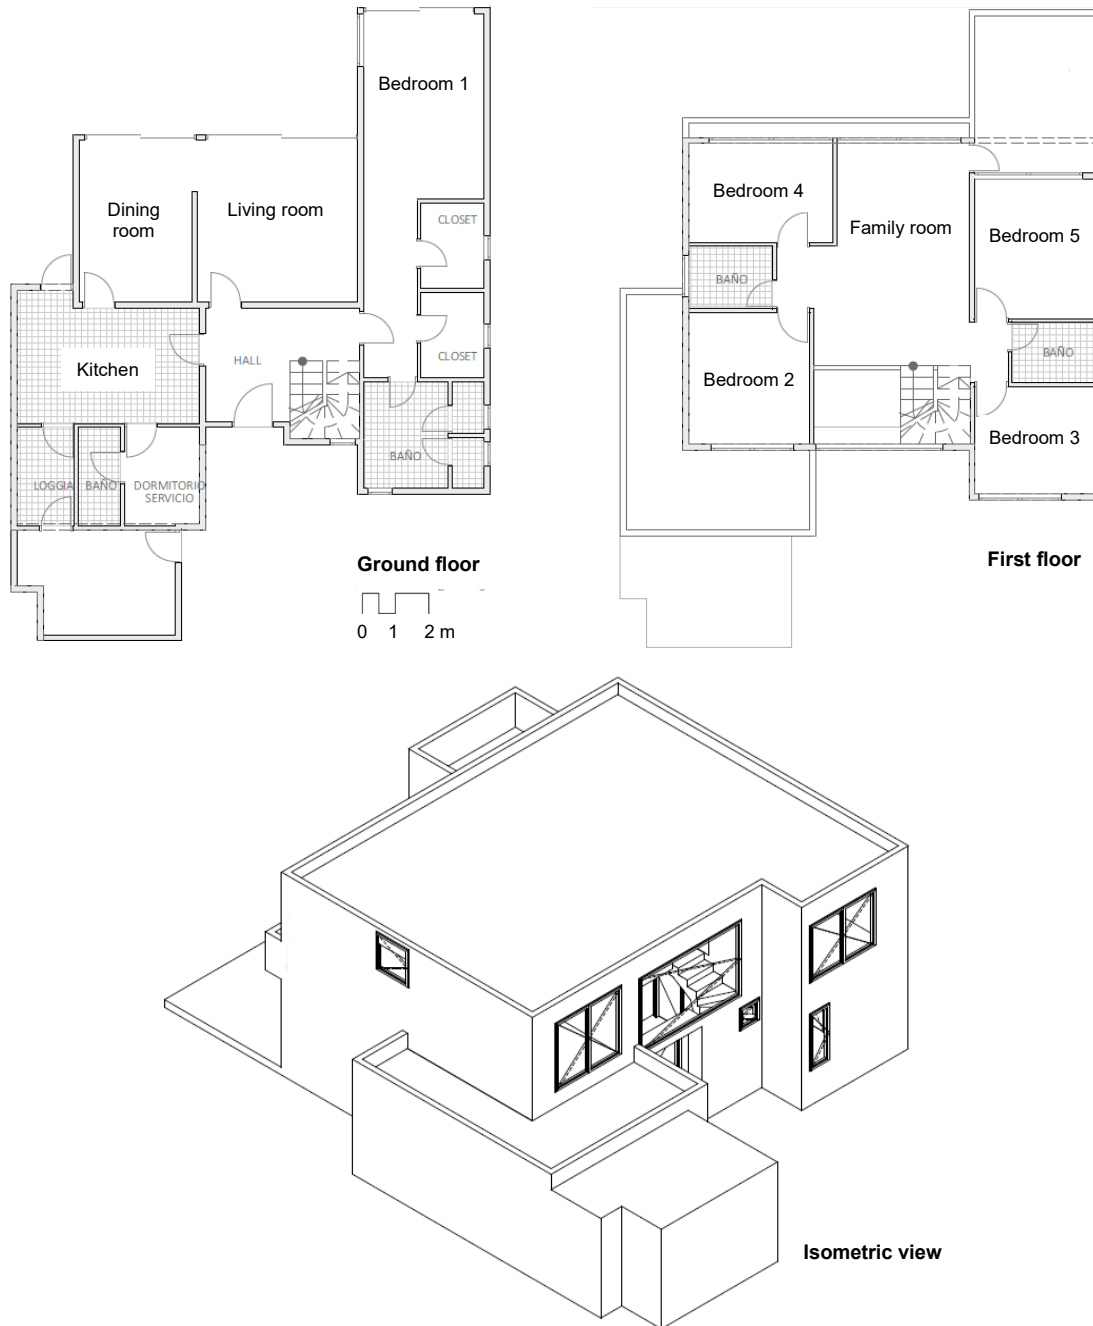 Bedroom 1
Dining
room
Living room
CLOSET
CLOSET
HALL
Kitchen
BAÑO
LOGGIA
BAÑO
DORMITORIO
SERVICIO
Ground floor
0 1 2 m
Bedroom 4
Family room
Bedroom 5
BAÑO
BAÑO
Bedroom 2
Bedroom 3
First floor
Isometric view